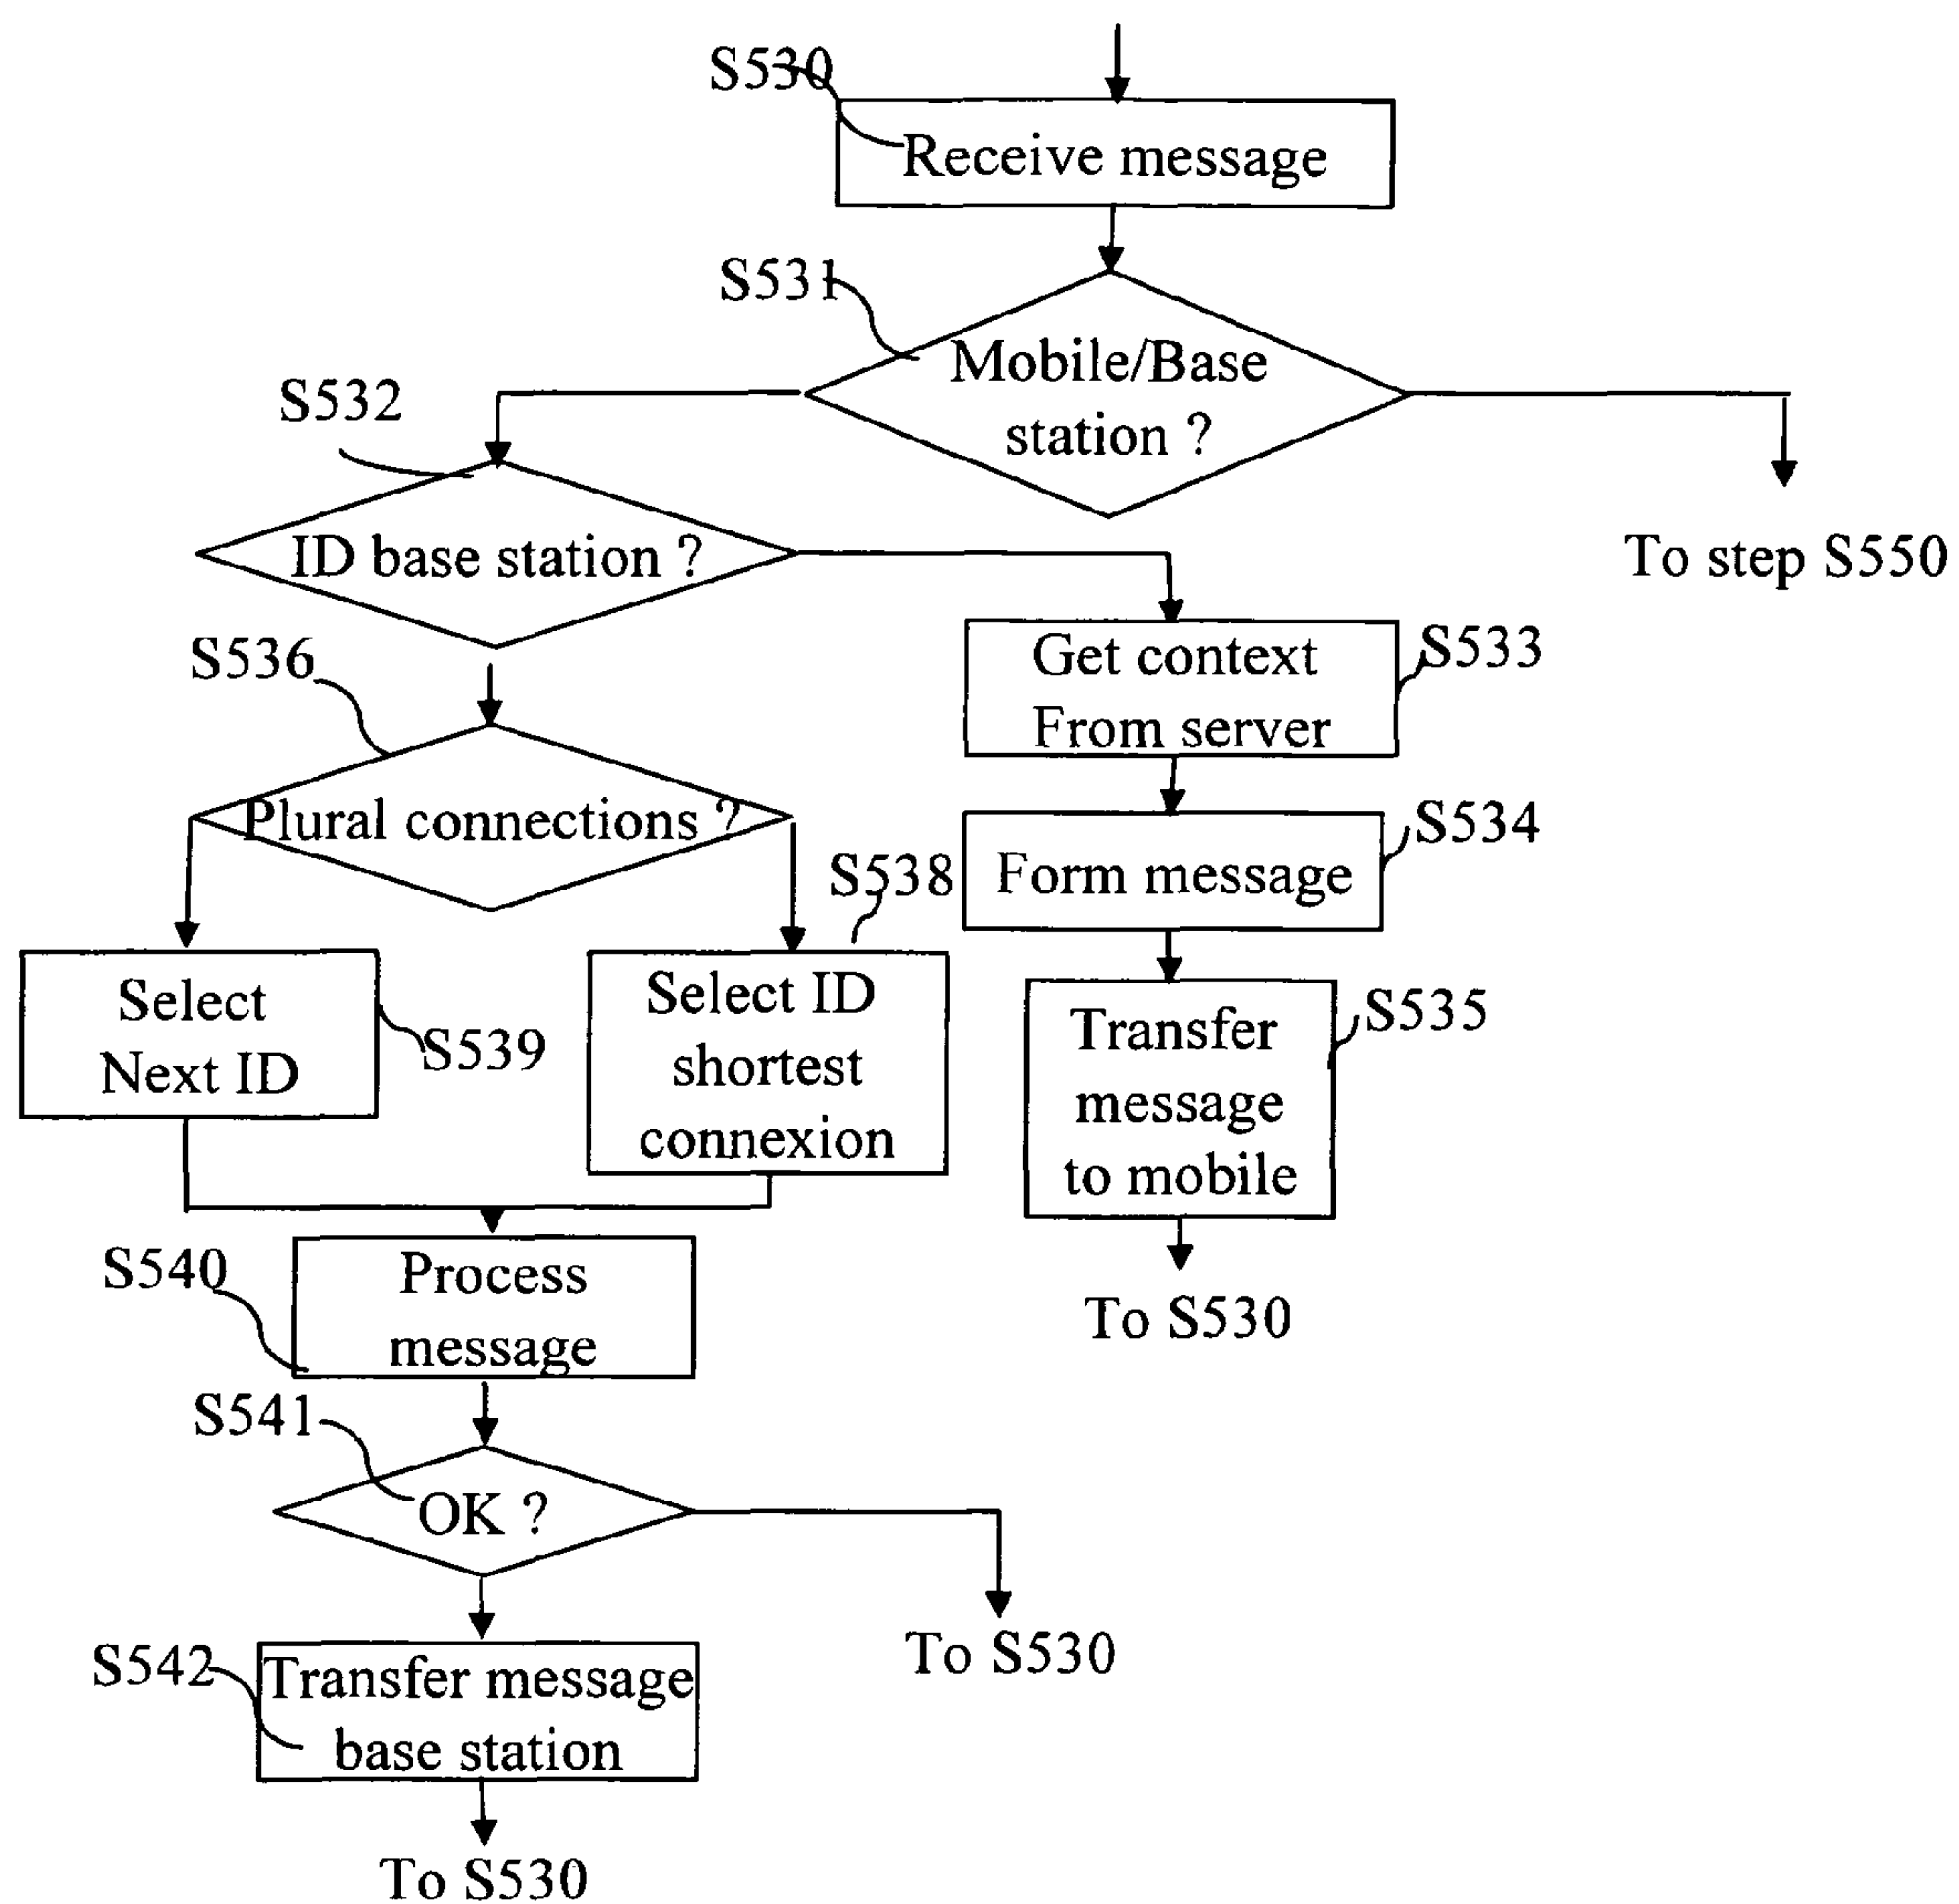 S530
Receive message
S531
Mobile/Base
station ?
S532
ID base station ?
To step S550
S536
Get context
From server
S533
Plural connections ?
S538
Form message
S534
Select
Next ID
S539
Select ID
shortest
connexion
Transfer
message
to mobile
S535
S540
Process
message
To S530
S541
OK ?
To S530
S542
Transfer message
base station
To S530